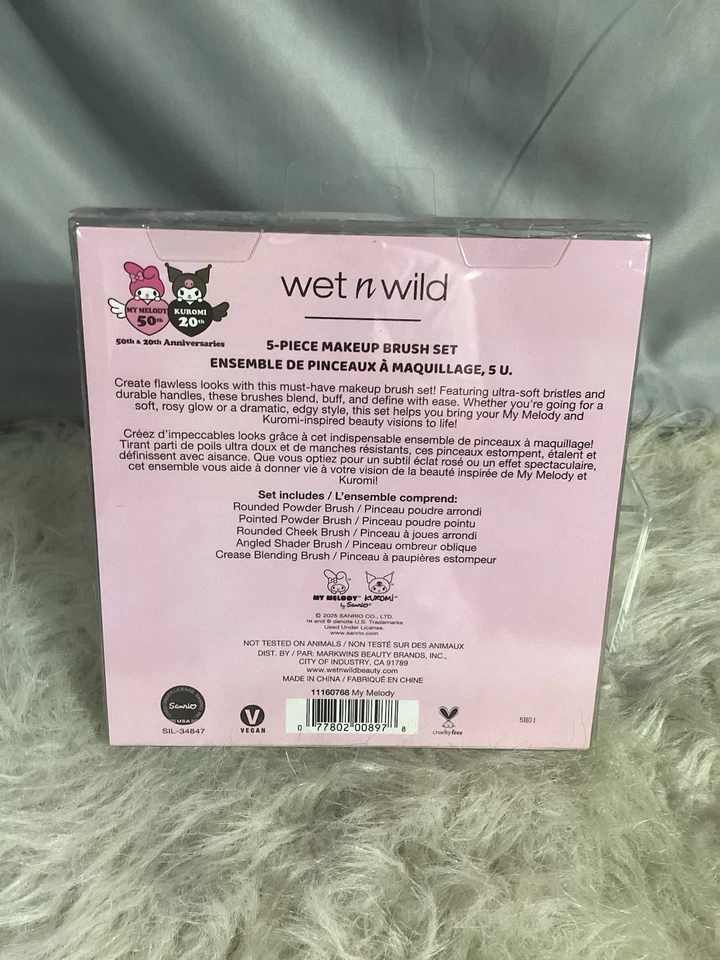 MY MELODY
50th
KUROMI
20th
50th & 20th Anniversaries
wet n wild
5-PIECE MAKEUP BRUSH SET
ENSEMBLE DE PINCEAUX À MAQUILLAGE, 5 U.
Create flawless looks with this must-have makeup brush set! Featuring ultra-soft bristles and
durable handles, these brushes blend, buff, and define with ease. Whether you're going for a
soft, rosy glow or a dramatic, edgy style, this set helps you bring your My Melody and
Kuromi-inspired beauty visions to life!
Créez d'impeccables looks grâce à cet indispensable ensemble de pinceaux à maquillage!
Tirant parti de poils ultra doux et de manches résistants, ces pinceaux estompent, étalent et
définissent avec aisance. Que vous optiez pour un subtil éclat rosé ou un effet spectaculaire,
cet ensemble vous aide à donner vie à votre vision de la beauté inspirée de My Melody et
Kuromi!
Set includes / L'ensemble comprend:
Rounded Powder Brush / Pinceau poudre arrondi
Pointed Powder Brush / Pinceau poudre pointu
Rounded Cheek Brush / Pinceau à joues arrondi
Angled Shader Brush / Pinceau ombreur oblique
Crease Blending Brush / Pinceau à paupières estompeur
MY MELODY™ KUROMI™
by Sanrio®
© 2025 SANRIO CO., LTD.
™ and ® denote U.S. Trademarks
Used Under License.
www.sanrio.com
NOT TESTED ON ANIMALS / NON TESTÉ SUR DES ANIMAUX
DIST. BY / PAR: MARKWINS BEAUTY BRANDS, INC.,
CITY OF INDUSTRY, CA 91789
www.wetnwildbeauty.com
MADE IN CHINA / FABRIQUÉ EN CHINE
11160768 My Melody
0 77802 00897 8
Sanrio
USA
SIL-34847
V
VEGAN
crueltyfree
5H01